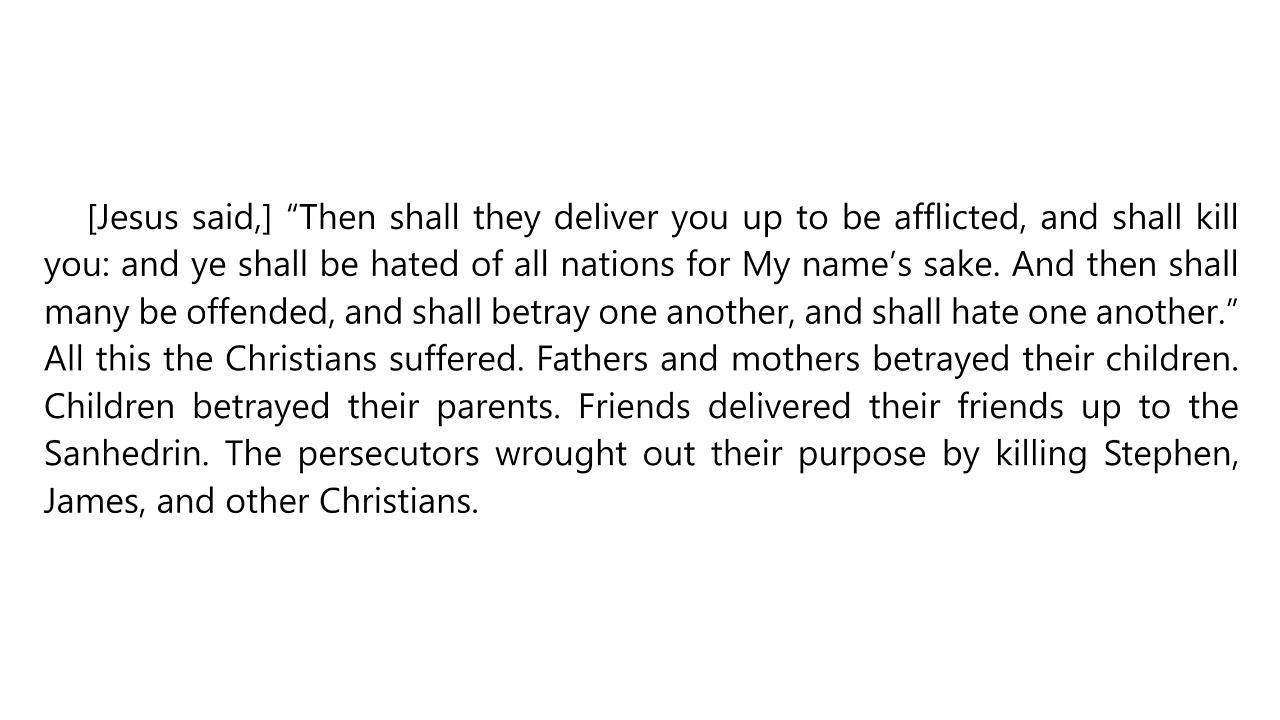 [Jesus said,] “Then shall they deliver you up to be afflicted, and shall kill
you: and ye shall be hated of all nations for My name’s sake. And then shall
many be offended, and shall betray one another, and shall hate one another.”
All this the Christians suffered. Fathers and mothers betrayed their children.
Children betrayed their parents. Friends delivered their friends up to the
Sanhedrin. The persecutors wrought out their purpose by killing Stephen,
James, and other Christians.